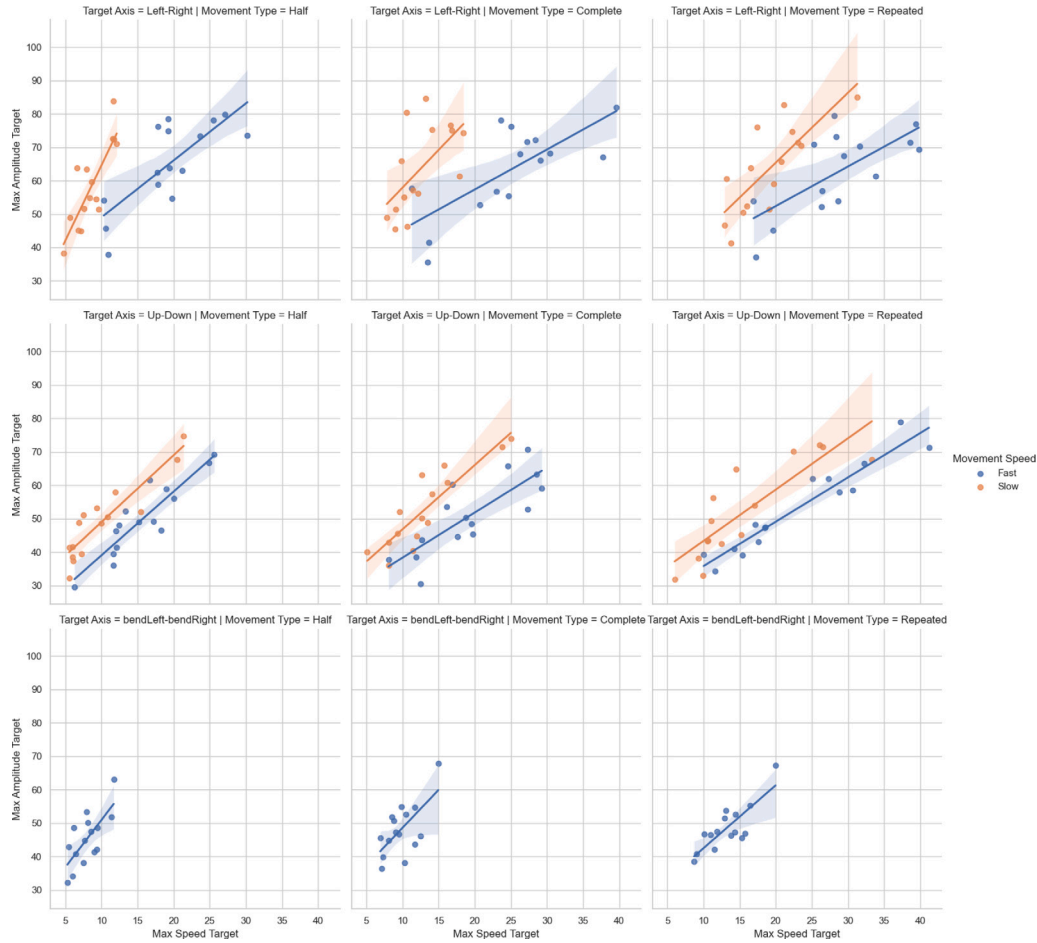 Target Axis = Left-Right | Movement Type = Half
Target Axis = Left-Right | Movement Type = Complete
Target Axis = Left-Right | Movement Type = Repeated
100
90
80
70
60
50
40
30
Max Amplitude Target
Target Axis = Up-Down | Movement Type = Half
Target Axis = Up-Down | Movement Type = Complete
Target Axis = Up-Down | Movement Type = Repeated
100
90
80
70
60
50
40
30
Max Amplitude Target
Movement Speed
Fast
Slow
Target Axis = bendLeft-bendRight | Movement Type = Half
Target Axis = bendLeft-bendRight | Movement Type = Complete
Target Axis = bendLeft-bendRight | Movement Type = Repeated
100
90
80
70
60
50
40
30
Max Amplitude Target
5 10 15 20 25 30 35 40
5 10 15 20 25 30 35 40
5 10 15 20 25 30 35 40
Max Speed Target
Max Speed Target
Max Speed Target